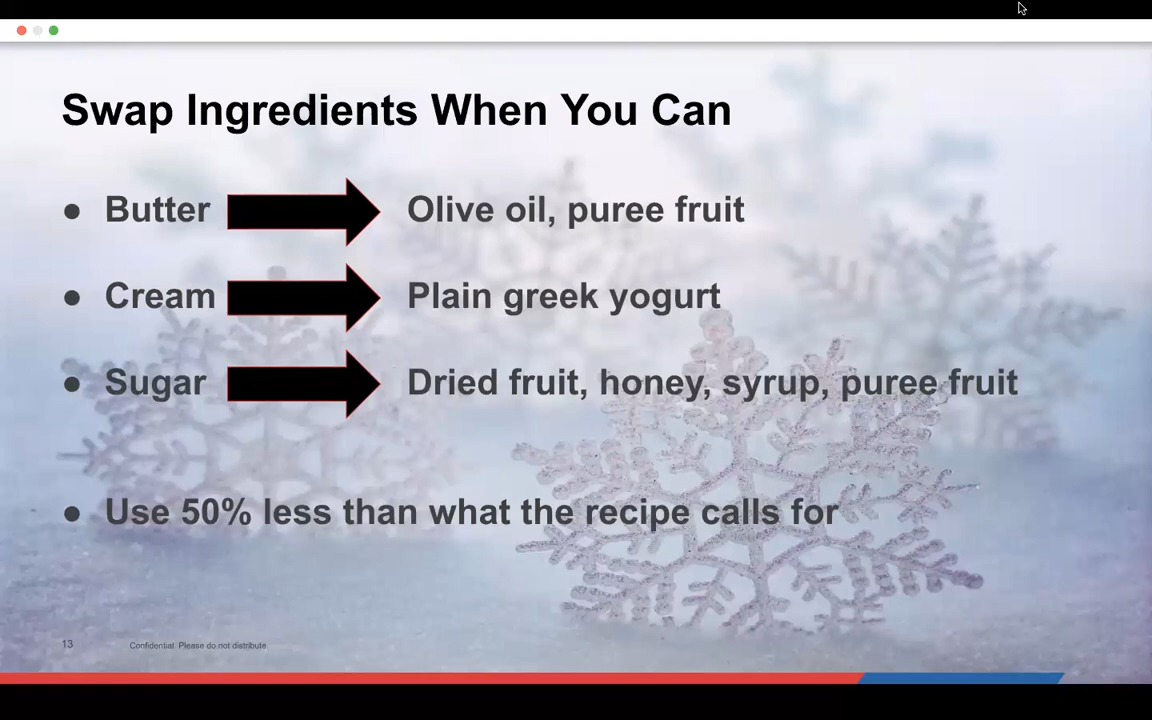 Swap Ingredients When You Can
● Butter Olive oil, puree fruit
● Cream Plain greek yogurt
● Sugar Dried fruit, honey, syrup, puree fruit
● Use 50% less than what the recipe calls for
13 Confidential. Please do not distribute.